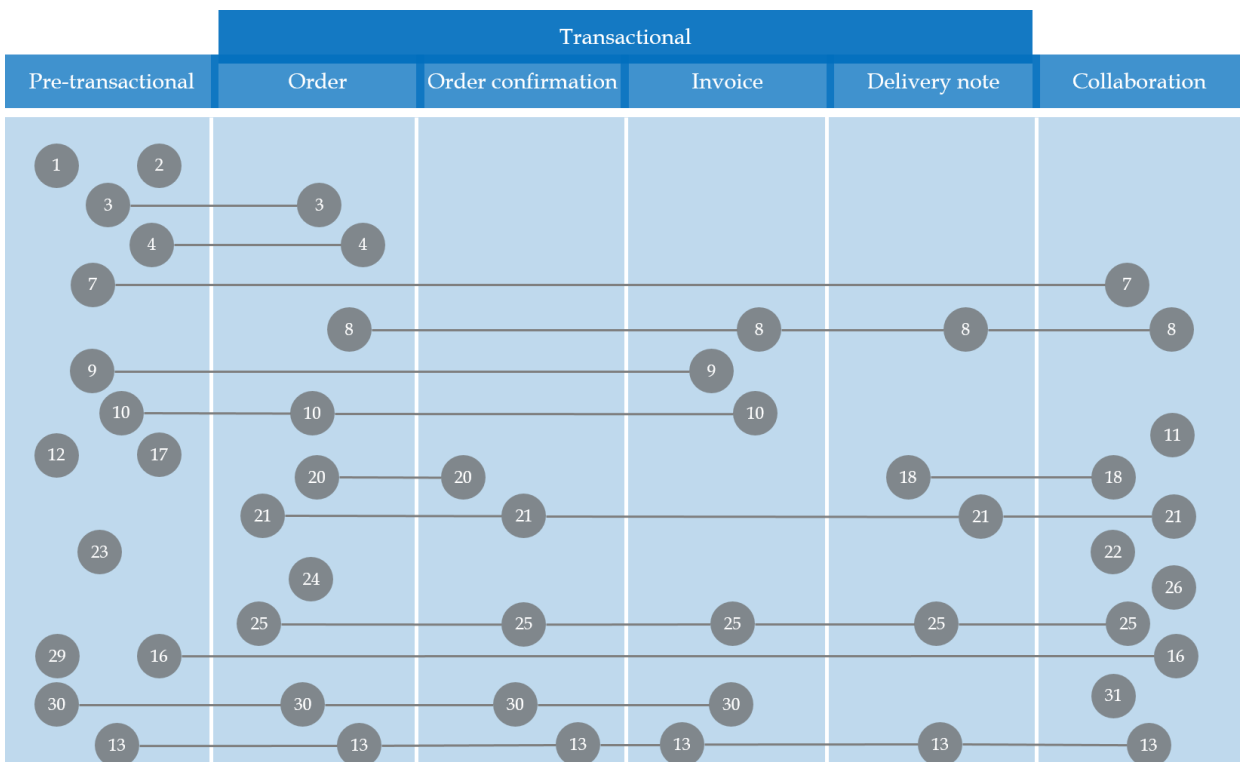 Transactional
Pre-transactional Order Order confirmation Invoice Delivery note Collaboration
1 2
3 3
4 4
7 7
8 8 8 8
9 9
10 10 10
11
12 17
20 20 18 18
21 21 21 21
23 22
24
26
25 25 25 25 25
29 16 16
31
30 30 30 30
13 13 13 13 13 13